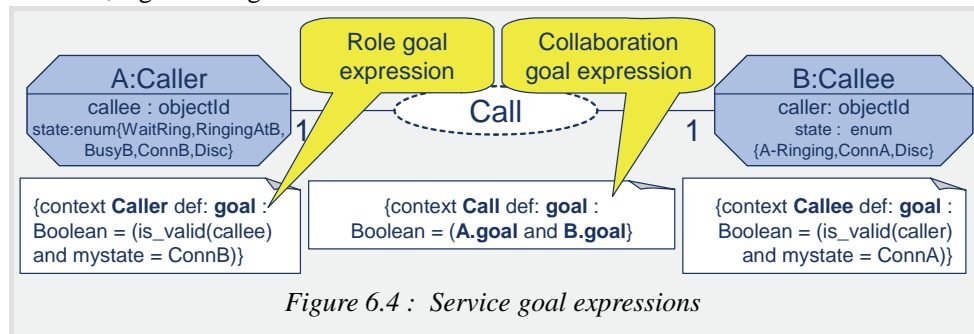 Role goal
expression
Collaboration
goal expression
A:Caller
callee : objectId
state:enum{WaitRing,RingingAtB,
BusyB,ConnB,Disc}
1
Call
1
B:Callee
caller: objectId
state : enum
{A-Ringing,ConnA,Disc}
{context Caller def: goal :
Boolean = (is_valid(callee)
and mystate = ConnB)}
{context Call def: goal :
Boolean = (A.goal and B.goal}
{context Callee def: goal :
Boolean = (is_valid(caller)
and mystate = ConnA)}
Figure 6.4 : Service goal expressions